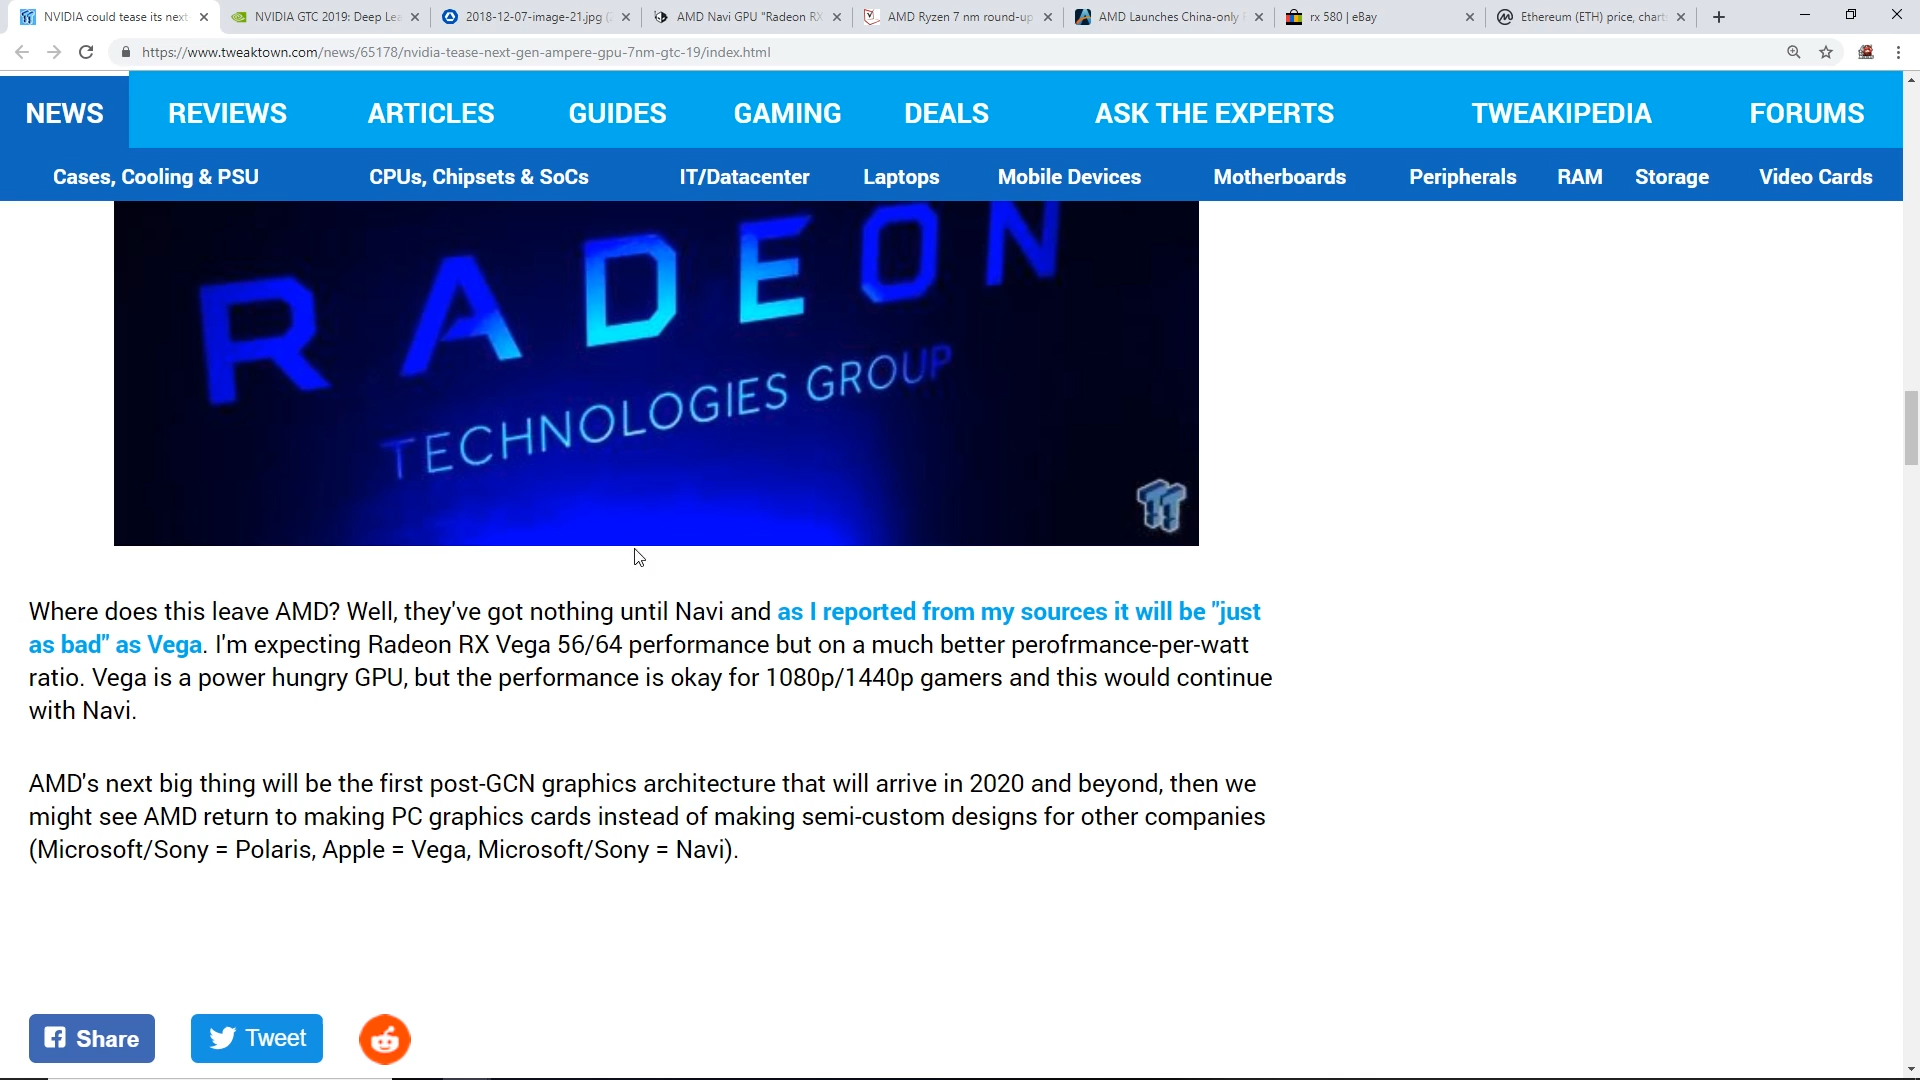 NVIDIA could tease its next
NVIDIA GTC 2019: Deep Le
2018-12-07-image-21.jpg (
AMD Navi GPU "Radeon RX
AMD Ryzen 7 nm round-up
AMD Launches China-only
rx 580 | eBay
Ethereum (ETH) price, chart
https://www.tweaktown.com/news/65178/nvidia-tease-next-gen-ampere-gpu-7nm-gtc-19/index.html
NEWS REVIEWS ARTICLES GUIDES GAMING DEALS ASK THE EXPERTS TWEAKIPEDIA FORUMS
Cases, Cooling & PSU CPUs, Chipsets & SoCs IT/Datacenter Laptops Mobile Devices Motherboards Peripherals RAM Storage Video Cards
RADEON
TECHNOLOGIES GROUP
TT
Where does this leave AMD? Well, they've got nothing until Navi and as I reported from my sources it will be "just
as bad" as Vega. I'm expecting Radeon RX Vega 56/64 performance but on a much better perofrmance-per-watt
ratio. Vega is a power hungry GPU, but the performance is okay for 1080p/1440p gamers and this would continue
with Navi.
AMD's next big thing will be the first post-GCN graphics architecture that will arrive in 2020 and beyond, then we
might see AMD return to making PC graphics cards instead of making semi-custom designs for other companies
(Microsoft/Sony = Polaris, Apple = Vega, Microsoft/Sony = Navi).
Share
Tweet